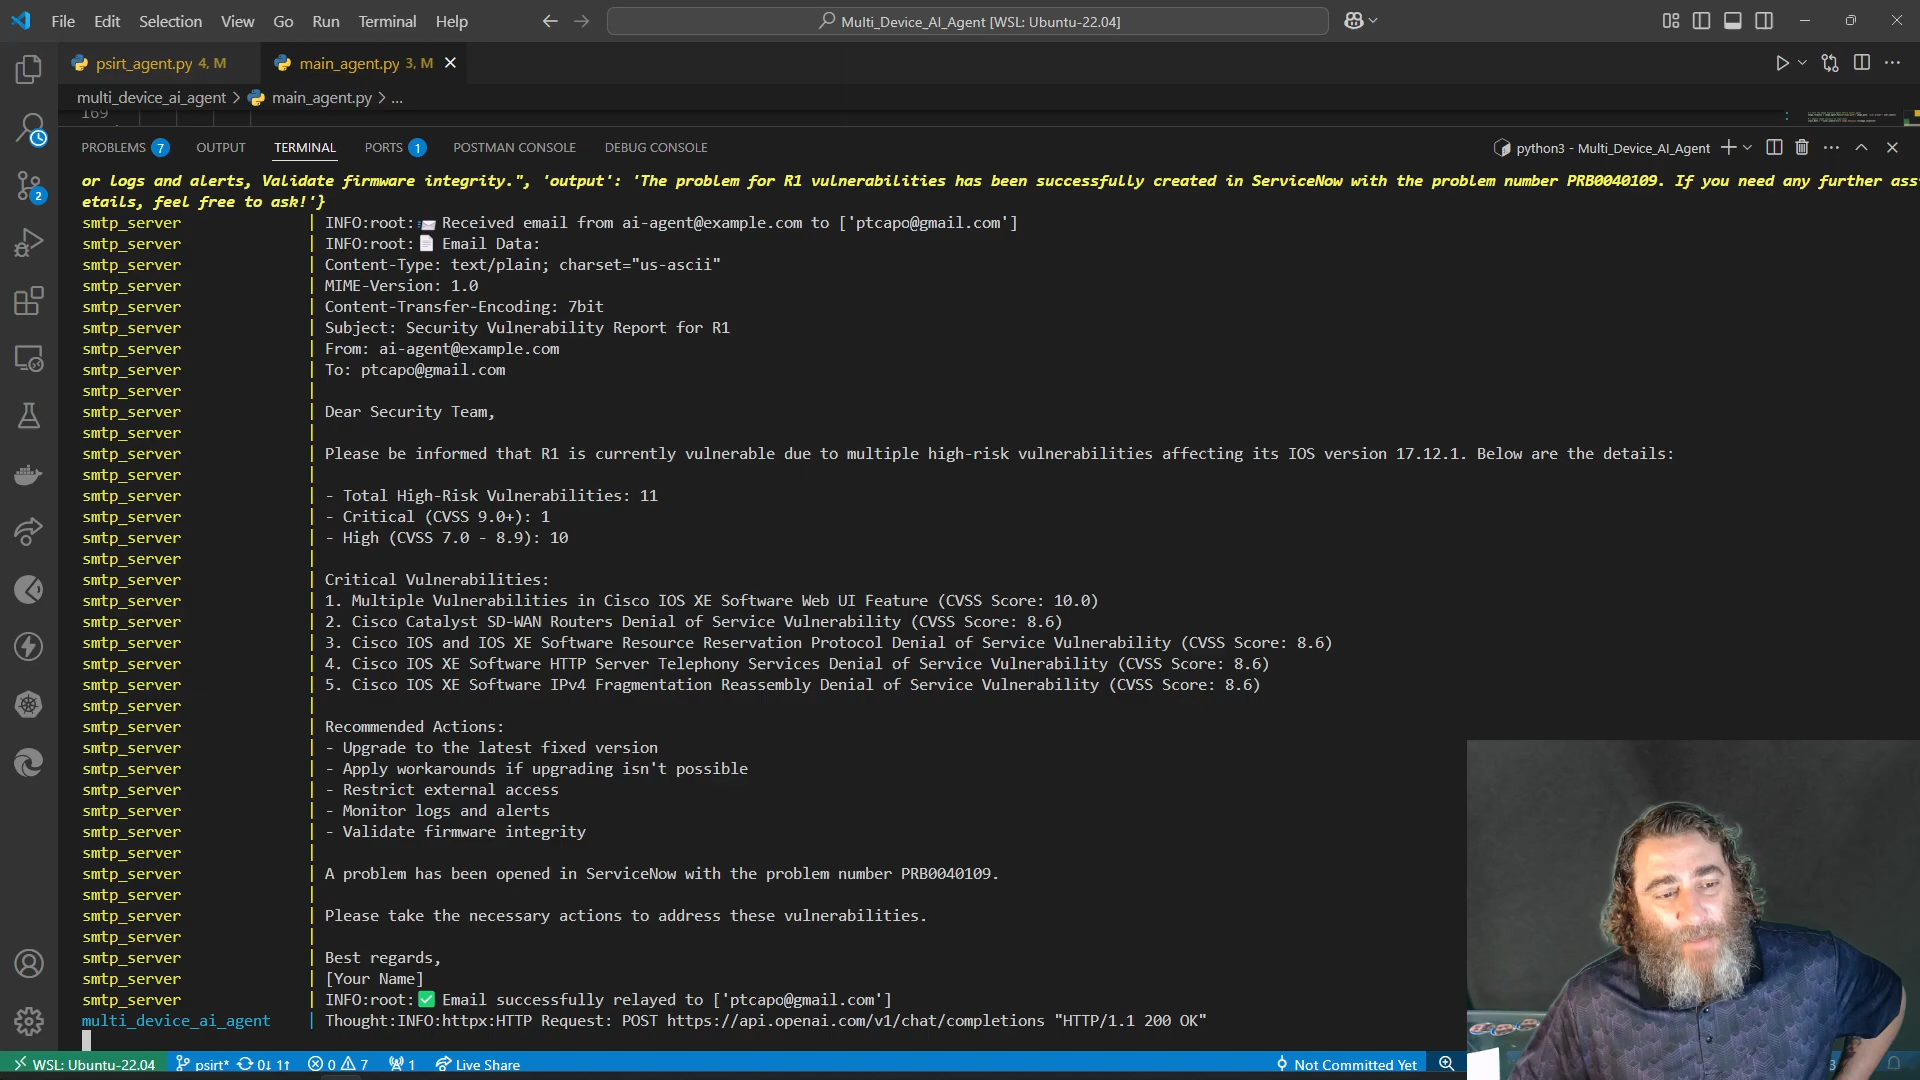 File Edit Selection View Go Run Terminal Help
Multi_Device_AI_Agent [WSL: Ubuntu-22.04]
psirt_agent.py 4, M
main_agent.py 3, M
multi_device_ai_agent > main_agent.py > ...
169
PROBLEMS 7 OUTPUT TERMINAL PORTS 1 POSTMAN CONSOLE DEBUG CONSOLE
python3 - Multi_Device_AI_Agent
or logs and alerts, Validate firmware integrity.", 'output': 'The problem for R1 vulnerabilities has been successfully created in ServiceNow with the problem number PRB0040109. If you need any further ass
etails, feel free to ask!'}
smtp_server | INFO:root: Received email from ai-agent@example.com to ['ptcapo@gmail.com']
smtp_server | INFO:root: Email Data:
smtp_server | Content-Type: text/plain; charset="us-ascii"
smtp_server | MIME-Version: 1.0
smtp_server | Content-Transfer-Encoding: 7bit
smtp_server | Subject: Security Vulnerability Report for R1
smtp_server | From: ai-agent@example.com
smtp_server | To: ptcapo@gmail.com
smtp_server |
smtp_server | Dear Security Team,
smtp_server |
smtp_server | Please be informed that R1 is currently vulnerable due to multiple high-risk vulnerabilities affecting its IOS version 17.12.1. Below are the details:
smtp_server |
smtp_server | - Total High-Risk Vulnerabilities: 11
smtp_server | - Critical (CVSS 9.0+): 1
smtp_server | - High (CVSS 7.0 - 8.9): 10
smtp_server |
smtp_server | Critical Vulnerabilities:
smtp_server | 1. Multiple Vulnerabilities in Cisco IOS XE Software Web UI Feature (CVSS Score: 10.0)
smtp_server | 2. Cisco Catalyst SD-WAN Routers Denial of Service Vulnerability (CVSS Score: 8.6)
smtp_server | 3. Cisco IOS and IOS XE Software Resource Reservation Protocol Denial of Service Vulnerability (CVSS Score: 8.6)
smtp_server | 4. Cisco IOS XE Software HTTP Server Telephony Services Denial of Service Vulnerability (CVSS Score: 8.6)
smtp_server | 5. Cisco IOS XE Software IPv4 Fragmentation Reassembly Denial of Service Vulnerability (CVSS Score: 8.6)
smtp_server |
smtp_server | Recommended Actions:
smtp_server | - Upgrade to the latest fixed version
smtp_server | - Apply workarounds if upgrading isn't possible
smtp_server | - Restrict external access
smtp_server | - Monitor logs and alerts
smtp_server | - Validate firmware integrity
smtp_server |
smtp_server | A problem has been opened in ServiceNow with the problem number PRB0040109.
smtp_server |
smtp_server | Please take the necessary actions to address these vulnerabilities.
smtp_server |
smtp_server | Best regards,
smtp_server | [Your Name]
smtp_server | INFO:root: Email successfully relayed to ['ptcapo@gmail.com']
multi_device_ai_agent | Thought:INFO:httpx:HTTP Request: POST https://api.openai.com/v1/chat/completions "HTTP/1.1 200 OK"
2
2
WSL: Ubuntu-22.04 psirt* 0↓ 1↑ 0 7 1 Live Share Not Committed Yet